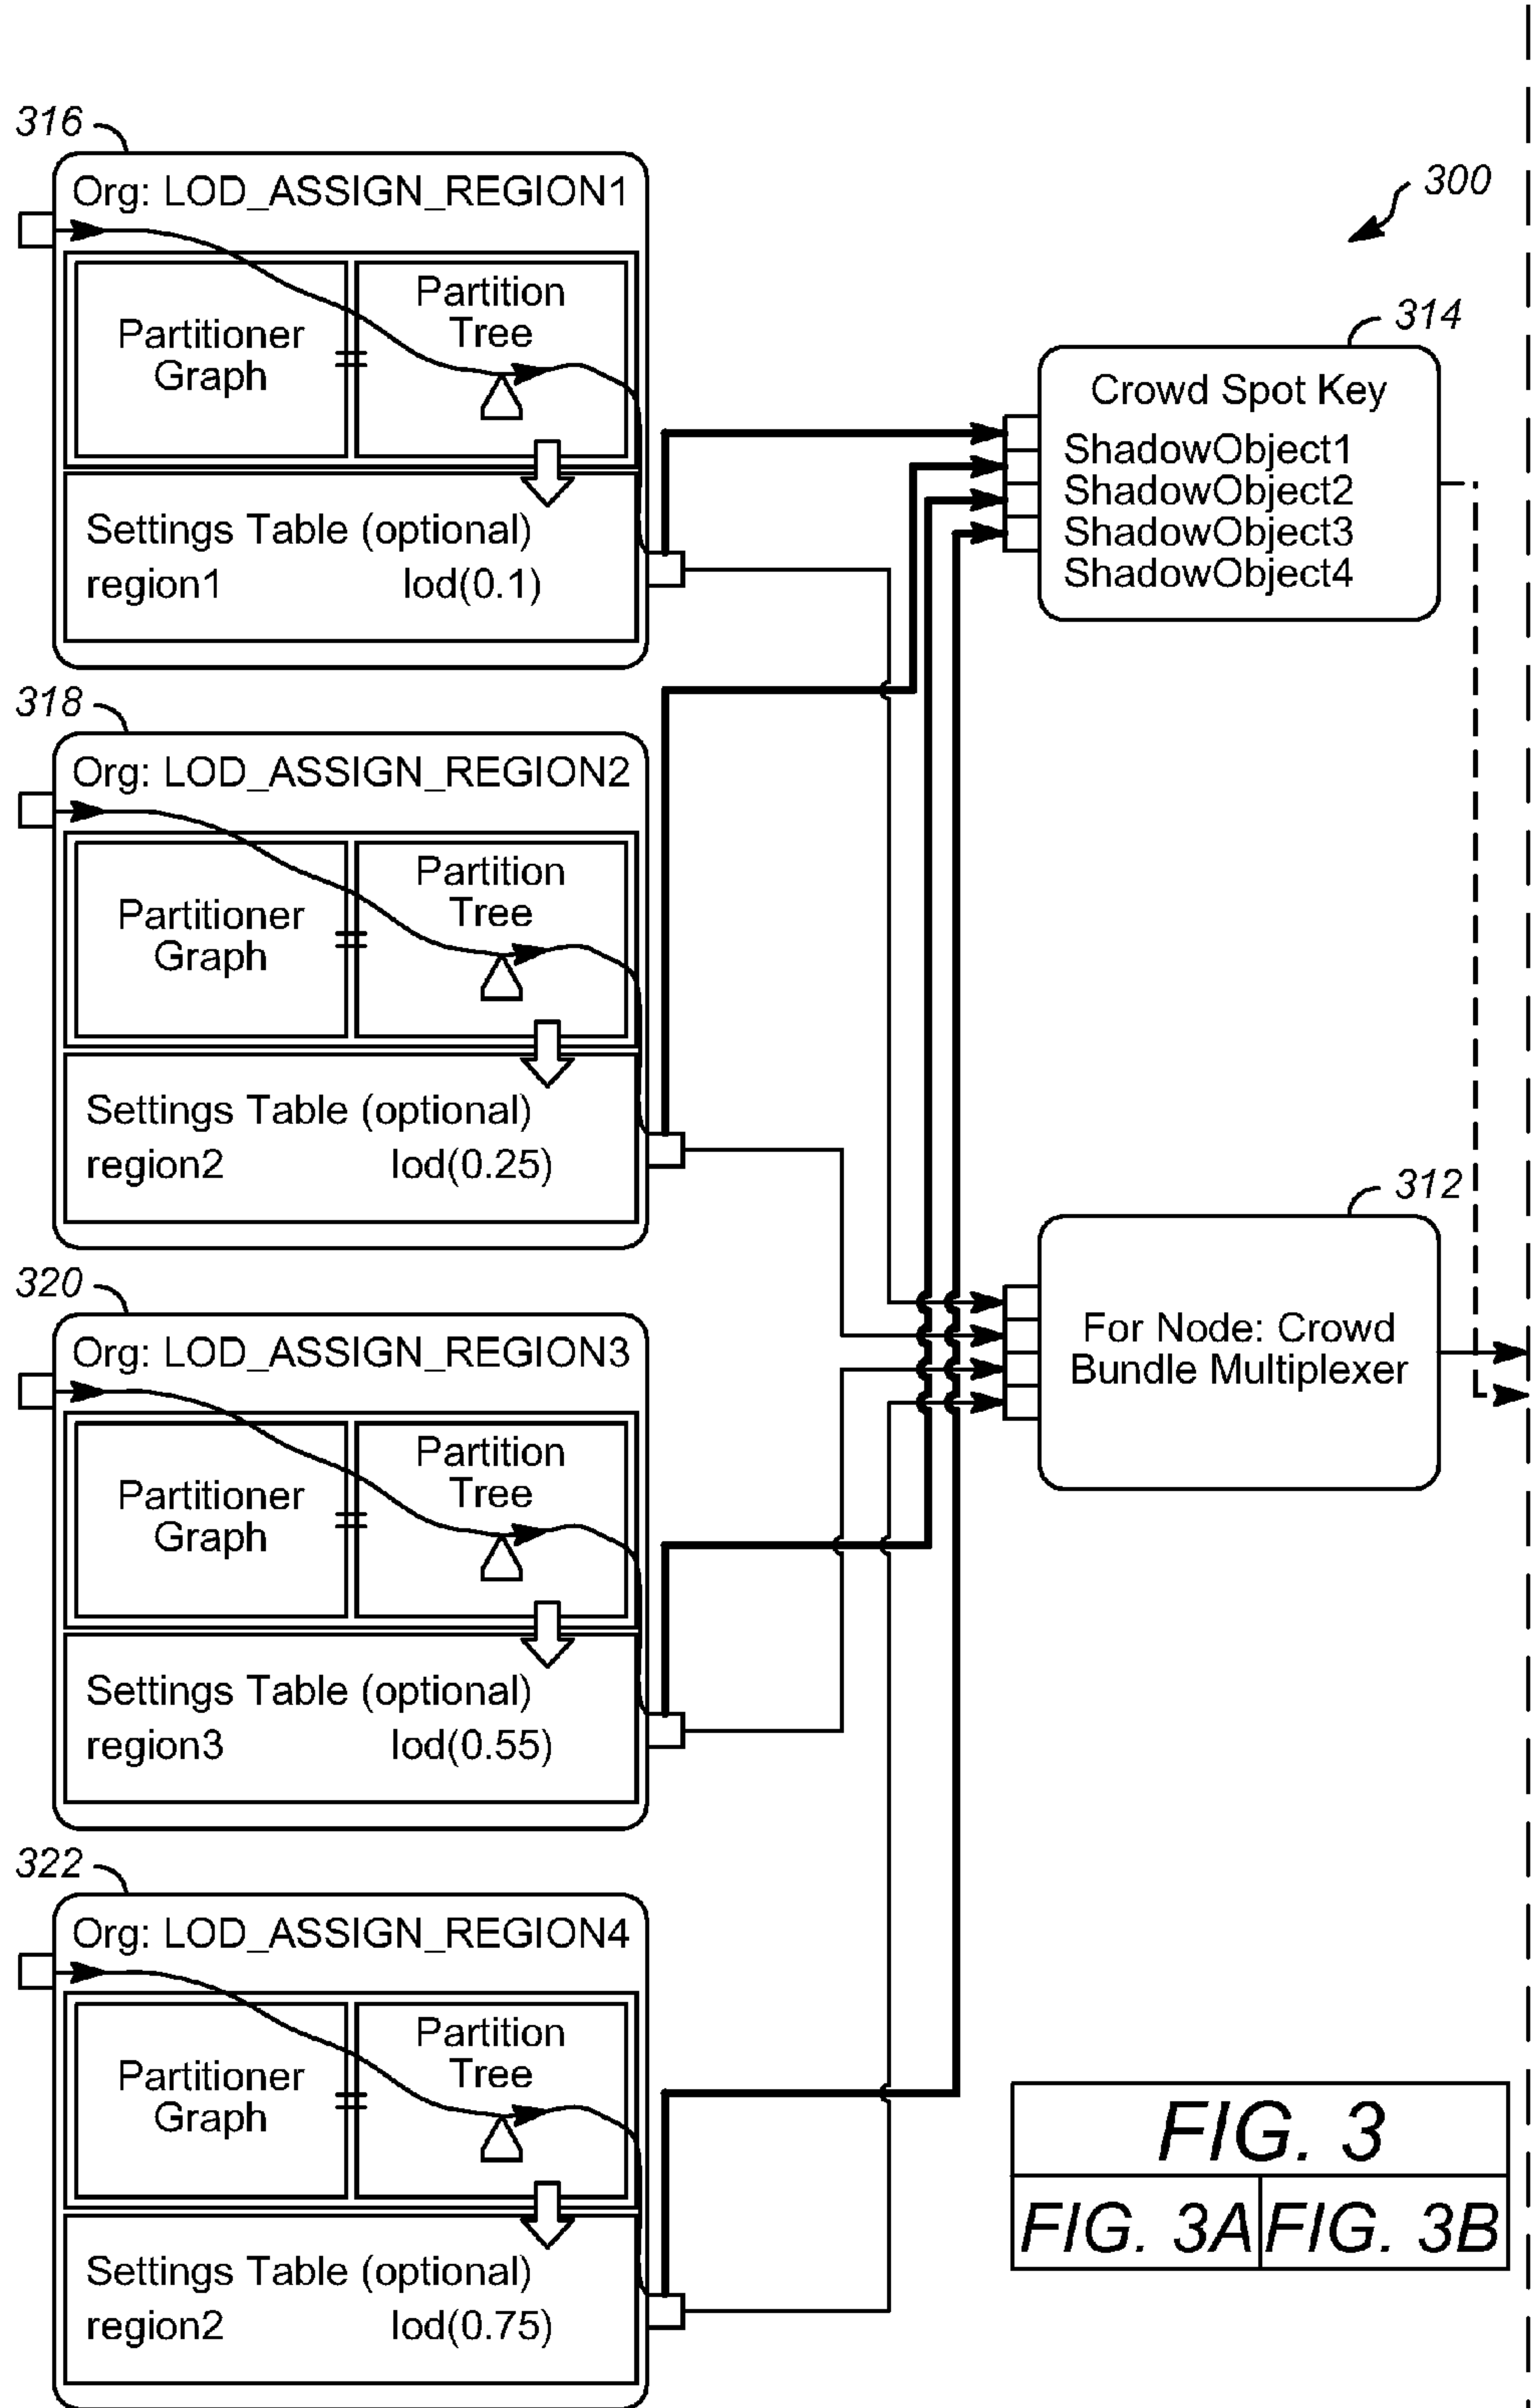 316
Org: LOD_ASSIGN_REGION1
Partitioner
Graph
Partition
Tree
Settings Table (optional)
region1 lod(0.1)
318
Org: LOD_ASSIGN_REGION2
Partitioner
Graph
Partition
Tree
Settings Table (optional)
region2 lod(0.25)
320
Org: LOD_ASSIGN_REGION3
Partitioner
Graph
Partition
Tree
Settings Table (optional)
region3 lod(0.55)
322
Org: LOD_ASSIGN_REGION4
Partitioner
Graph
Partition
Tree
Settings Table (optional)
region2 lod(0.75)
300
314
Crowd Spot Key
ShadowObject1
ShadowObject2
ShadowObject3
ShadowObject4
312
For Node: Crowd
Bundle Multiplexer
FIG. 3
FIG. 3A FIG. 3B